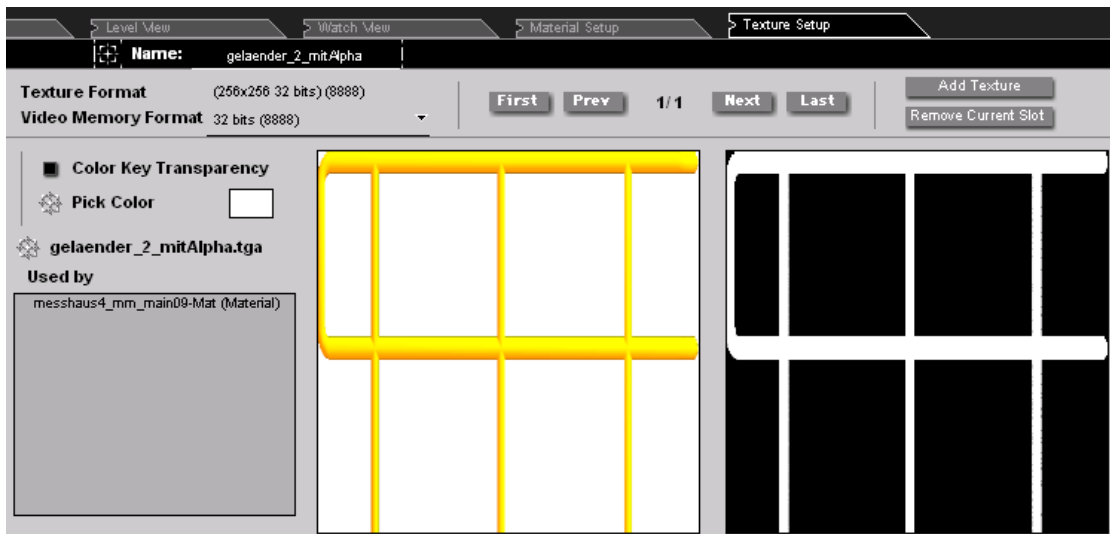 Level View
Watch View
Material Setup
Texture Setup
Name: gelaender_2_mitAlpha
Texture Format (256x256 32 bits) (8888)
Video Memory Format 32 bits (8888)
First Prev 1/1 Next Last
Add Texture
Remove Current Slot
Color Key Transparency
Pick Color
gelaender_2_mitAlpha.tga
Used by
messhaus4_mm_main09-Mat (Material)